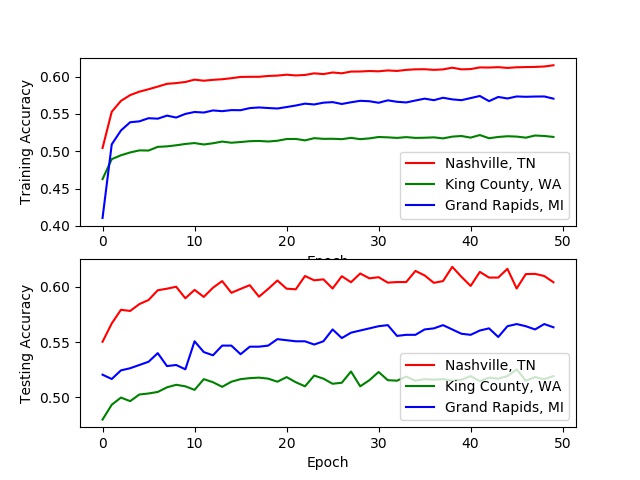 Training Accuracy
0.60
0.55
0.50
0.45
0.40
Nashville, TN
King County, WA
Grand Rapids, MI
0 10 20 30 40 50
Epoch
Testing Accuracy
0.60
0.55
0.50
Nashville, TN
King County, WA
Grand Rapids, MI
0 10 20 30 40 50
Epoch